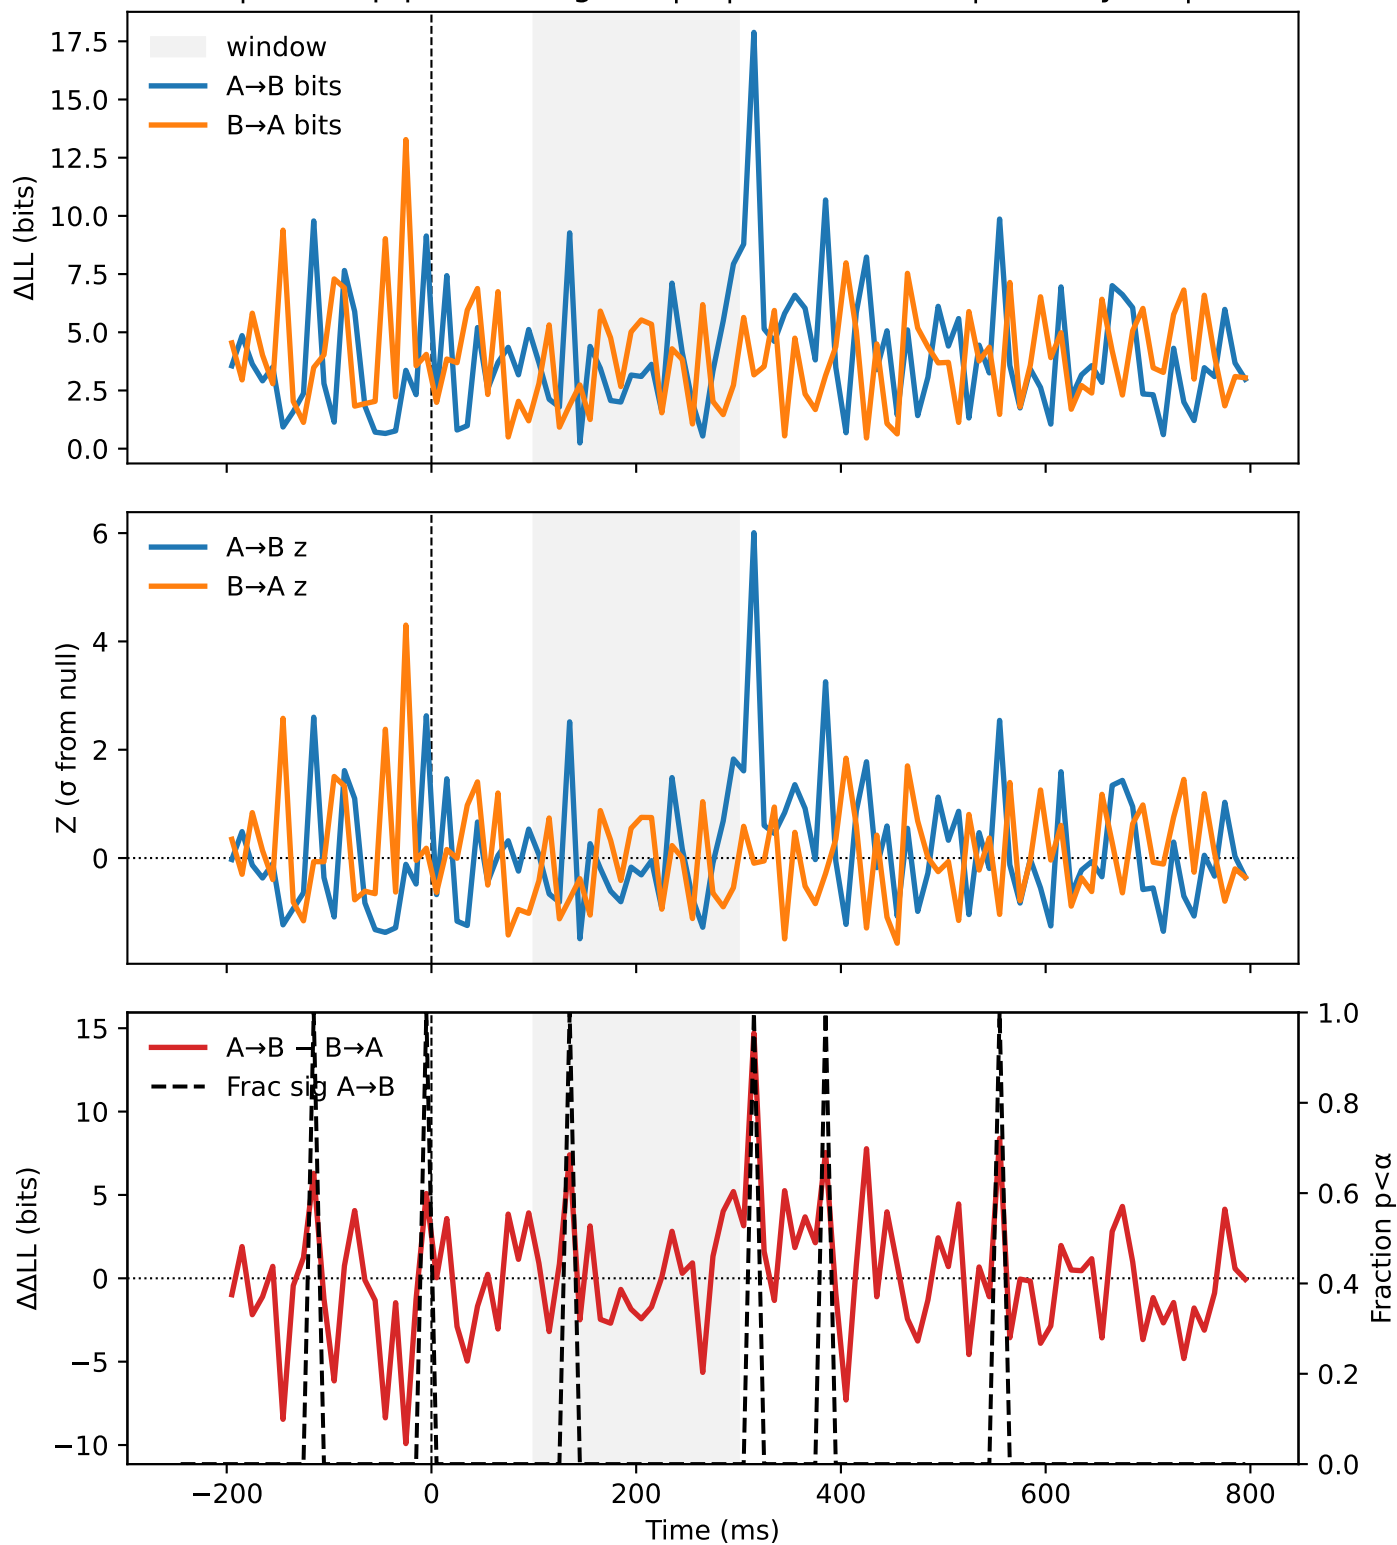 window
A→B bits
B→A bits
ΔLL (bits)
17.5
15.0
12.5
10.0
7.5
5.0
2.5
0.0
A→B z
B→A z
Z (σ from null)
6
4
2
0
A→B − B→A
Frac sig A→B
ΔΔLL (bits)
15
10
5
0
−5
−10
1.0
0.8
0.6
0.4
0.2
0.0
Fraction p<α
−200 0 200 400 600 800
Time (ms)